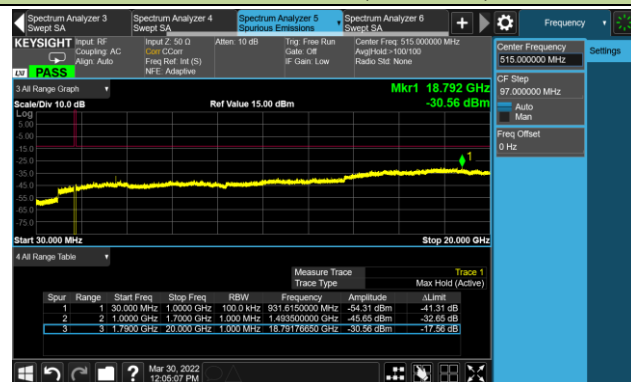 Spectrum Analyzer 3
Swept SA
Spectrum Analyzer 4
Swept SA
Spectrum Analyzer 5
Spurious Emissions
Spectrum Analyzer 6
Swept SA
+
Frequency
KEYSIGHT
Input: RF
Coupling: AC
Align: Auto
Input Z: 50 Ω
Corr CCorr
Freq Ref: Int (S)
NFE: Adaptive
Atten: 10 dB
Trig: Free Run
Gate: Off
IF Gain: Low
Center Freq: 515.000000 MHz
Avg|Hold:>100/100
Radio Std: None
PASS
Center Frequency
515.000000 MHz
Settings
CF Step
97.000000 MHz
Auto
Man
Freq Offset
0 Hz
3 All Range Graph
Mkr1 18.792 GHz
Scale/Div 10.0 dB
Ref Value 15.00 dBm
-30.56 dBm
Log
5.00
-5.00
-15.0
-25.0
-35.0
-45.0
-55.0
-65.0
-75.0
1
Start 30.000 MHz
Stop 20.000 GHz
4 All Range Table
Measure Trace Trace 1
Trace Type Max Hold (Active)
Spur Range Start Freq Stop Freq RBW Frequency Amplitude ΔLimit
1 1 30.000 MHz 1.0000 GHz 100.0 kHz 931.6150000 MHz -54.31 dBm -41.31 dB
2 2 1.0000 GHz 1.7000 GHz 1.000 MHz 1.493500000 GHz -45.65 dBm -32.65 dB
3 3 1.7900 GHz 20.000 GHz 1.000 MHz 18.79176650 GHz -30.56 dBm -17.56 dB
?
Mar 30, 2022
12:05:07 PM